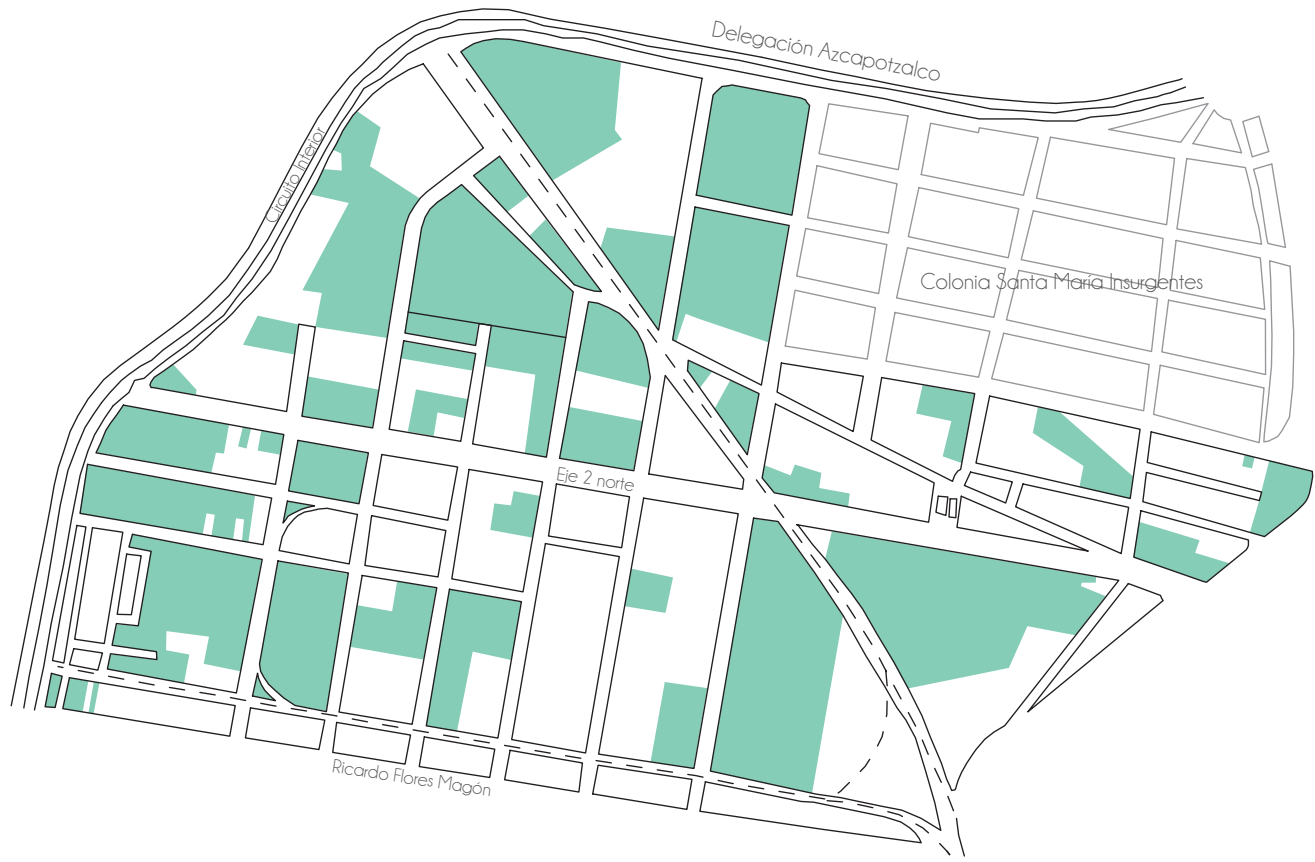 Delegación Azcapotzalco
Circuito Interior
Colonia Santa María Insurgentes
Eje 2 norte
Ricardo Flores Magón